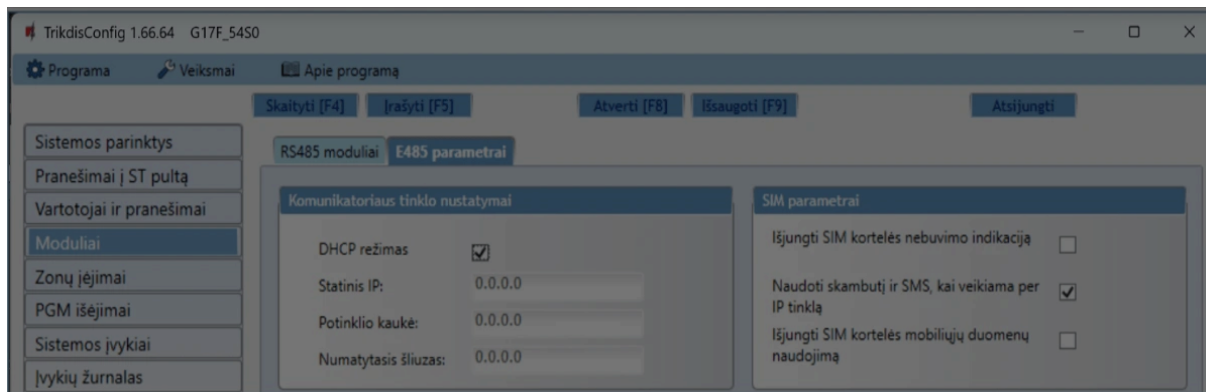 TrikdisConfig 1.66.64 G17F_54S0
Programa Veiksmai Apie programą
Skaityti [F4] Įrašyti [F5] Atverti [F8] Išsaugoti [F9] Atsijungti
Sistemos parinktys
Pranešimai į ST pultą
Vartotojai ir pranešimai
Moduliai
Zonų įėjimai
PGM išėjimai
Sistemos įvykiai
Įvykių žurnalas
RS485 moduliai E485 parametrai
Komunikatoriaus tinklo nustatymai
DHCP režimas
Statinis IP: 0.0.0.0
Potinklio kaukė: 0.0.0.0
Numatytasis šliuzas: 0.0.0.0
SIM parametrai
Išjungti SIM kortelės nebuvimo indikaciją
Naudoti skambutį ir SMS, kai veikiama per
IP tinklą
Išjungti SIM kortelės mobiliųjų duomenų
naudojimą